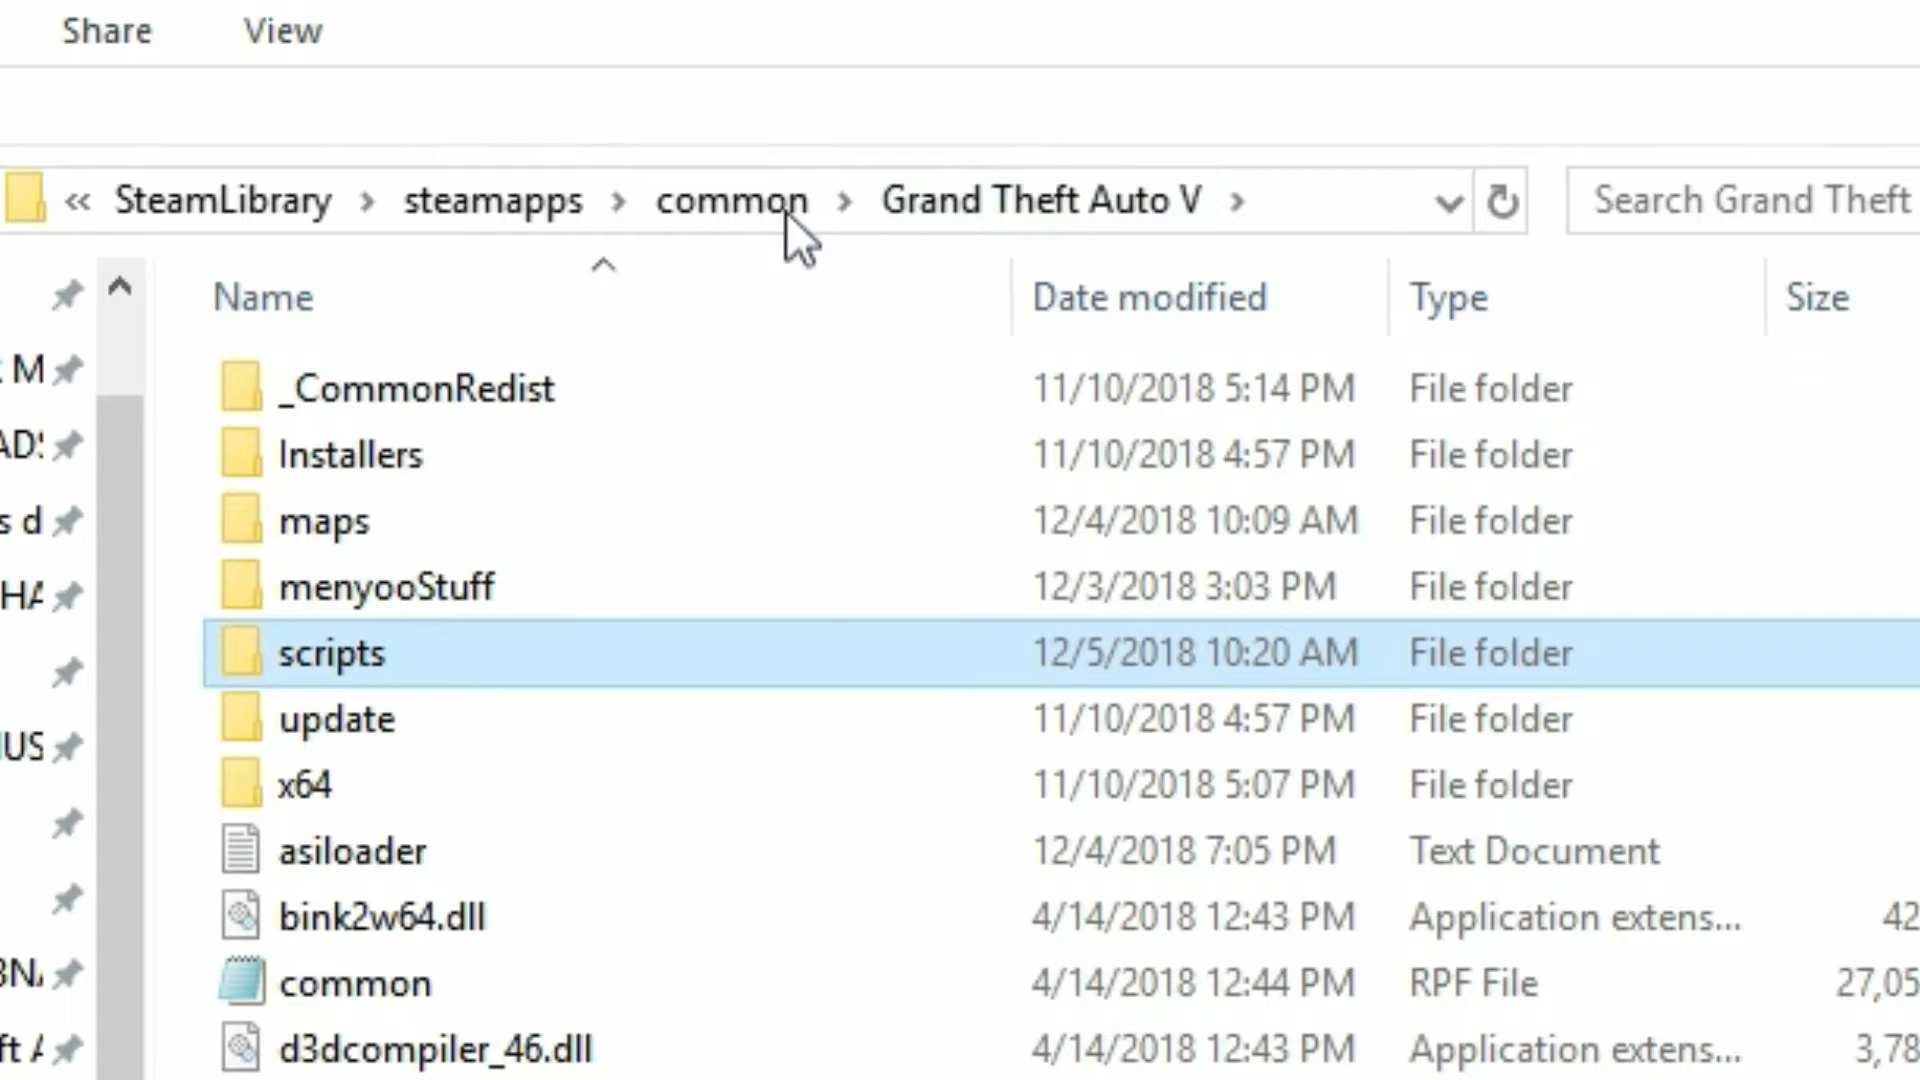 Share View
« SteamLibrary > steamapps > common > Grand Theft Auto V > Search Grand Theft
Name Date modified Type Size
_CommonRedist 11/10/2018 5:14 PM File folder
Installers 11/10/2018 4:57 PM File folder
maps 12/4/2018 10:09 AM File folder
menyooStuff 12/3/2018 3:03 PM File folder
scripts 12/5/2018 10:20 AM File folder
update 11/10/2018 4:57 PM File folder
x64 11/10/2018 5:07 PM File folder
asiloader 12/4/2018 7:05 PM Text Document
bink2w64.dll 4/14/2018 12:43 PM Application extens... 42
common 4/14/2018 12:44 PM RPF File 27,05
d3dcompiler_46.dll 4/14/2018 12:43 PM Application extens... 3,78